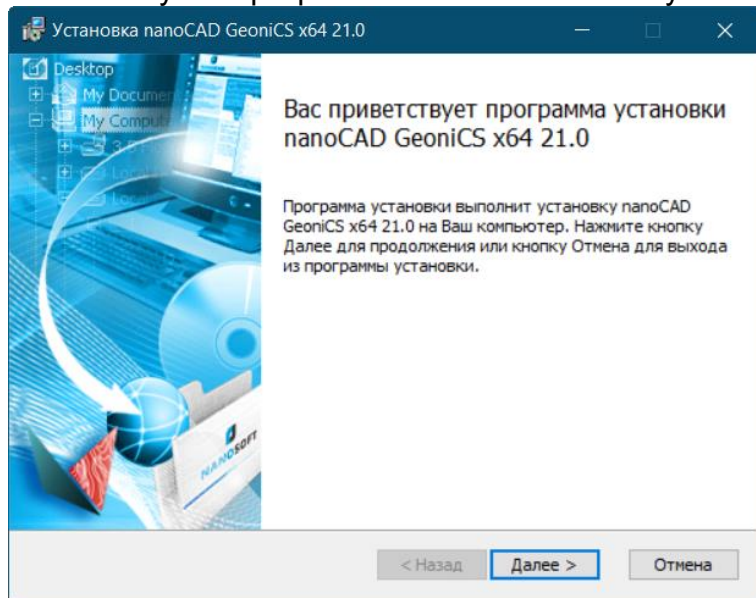 Установка nanoCAD GeoniCS x64 21.0
Desktop
My Docume
My Compute
Вас приветствует программа установки
nanoCAD GeoniCS x64 21.0
Программа установки выполнит установку nanoCAD
GeoniCS x64 21.0 на Ваш компьютер. Нажмите кнопку
Далее для продолжения или кнопку Отмена для выхода
из программы установки.
NANOSOFT
< Назад
Далее >
Отмена